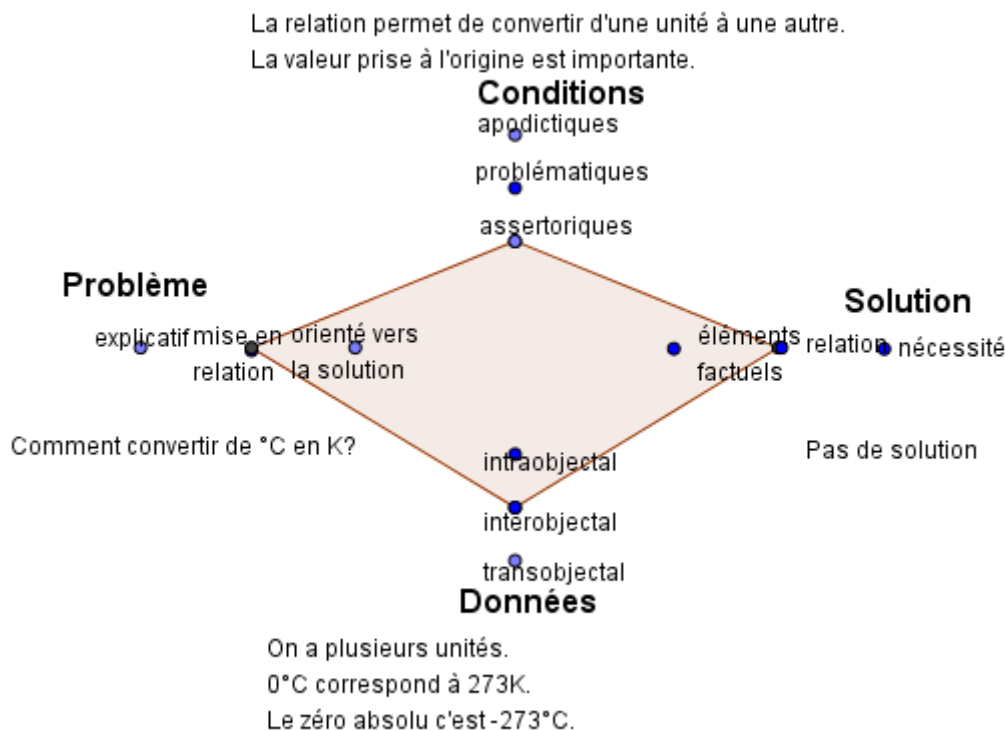 La relation permet de convertir d'une unité à une autre.
La valeur prise à l'origine est importante.
Conditions
apodictiques
problématiques
assertoriques
Problème
Solution
explicatif mise en orienté vers éléments relation nécessité
relation la solution factuels
Comment convertir de °C en K?
Pas de solution
intraobjectal
interobjectal
transobjectal
Données
On a plusieurs unités.
0°C correspond à 273K.
Le zéro absolu c'est -273°C.